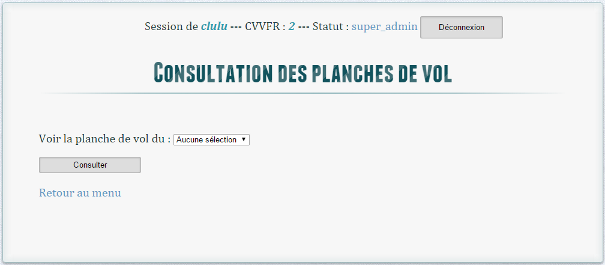 Session de clulu --- CVVFR : 2 --- Statut : super_admin Déconnexion
Consultation des planches de vol
Voir la planche de vol du : Aucune sélection
Consulter
Retour au menu